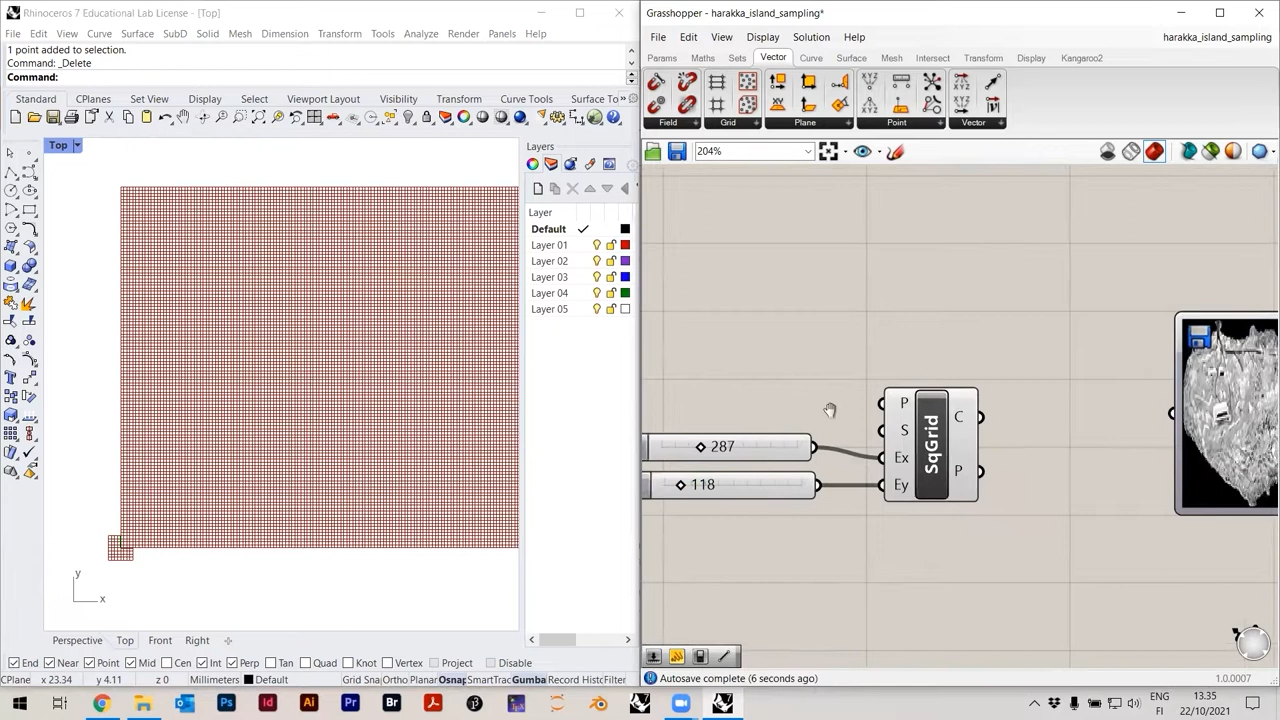 Rhinoceros 7 Educational Lab License - [Top]
File Edit View Curve Surface SubD Solid Mesh Dimension Transform Tools Analyze Render Panels Help
1 point added to selection.
Command: _Delete
Command:
Standard CPlanes Set View Display Select Viewport Layout Visibility Transform Curve Tools Surface To »
Top
Layers
Layer
Default
Layer 01
Layer 02
Layer 03
Layer 04
Layer 05
y
x
Perspective Top Front Right
End Near Point Mid Cen Int Perp Tan Quad Knot Vertex Project Disable
CPlane x 23.34 y 4.11 z 0 Millimeters Default Grid Snap Ortho Planar Osnap SmartTrac Gumba Record Histo Filter
Grasshopper - harakka_island_sampling*
File Edit View Display Solution Help
harakka_island_sampling*
Params Maths Sets Vector Curve Surface Mesh Intersect Transform Display Kangaroo2
Field Grid Plane Point Vector
204%
287
118
P
S
Ex
Ey
SqGrid
C
P
Autosave complete (6 seconds ago)
1.0.0007
ENG
FI
13.35
22/10/2021